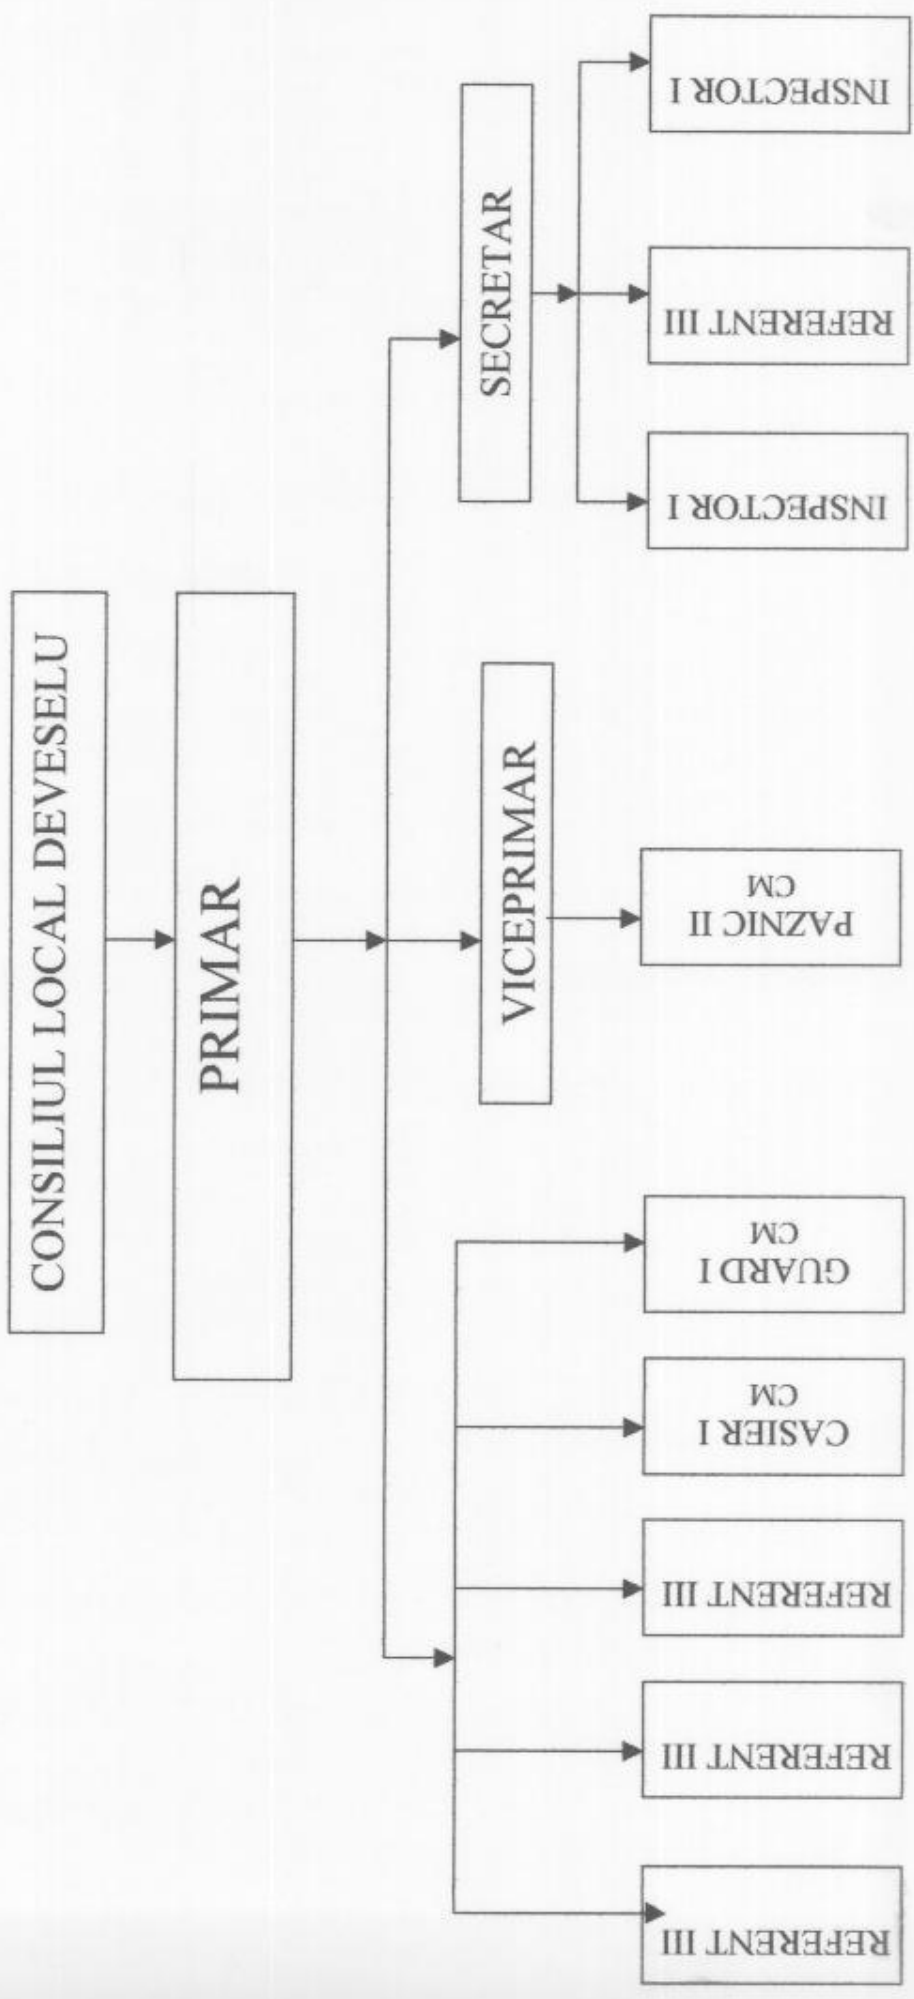 CONSILIUL LOCAL DEVESELU
PRIMAR
SECRETAR
VICEPRIMAR
REFERENT III
REFERENT III
REFERENT III
CASIER I
CM
GUARD I
CM
PAZNIC II
CM
INSPECTOR I
REFERENT III
INSPECTOR I